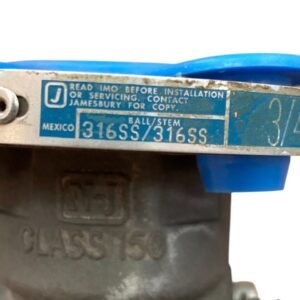 J READ IMO BEFORE INSTALLATION
OR SERVICING. CONTACT
JAMESBURY FOR COPY.
BALL/STEM
MEXICO 316SS/316SS
3/4
CLASS 150